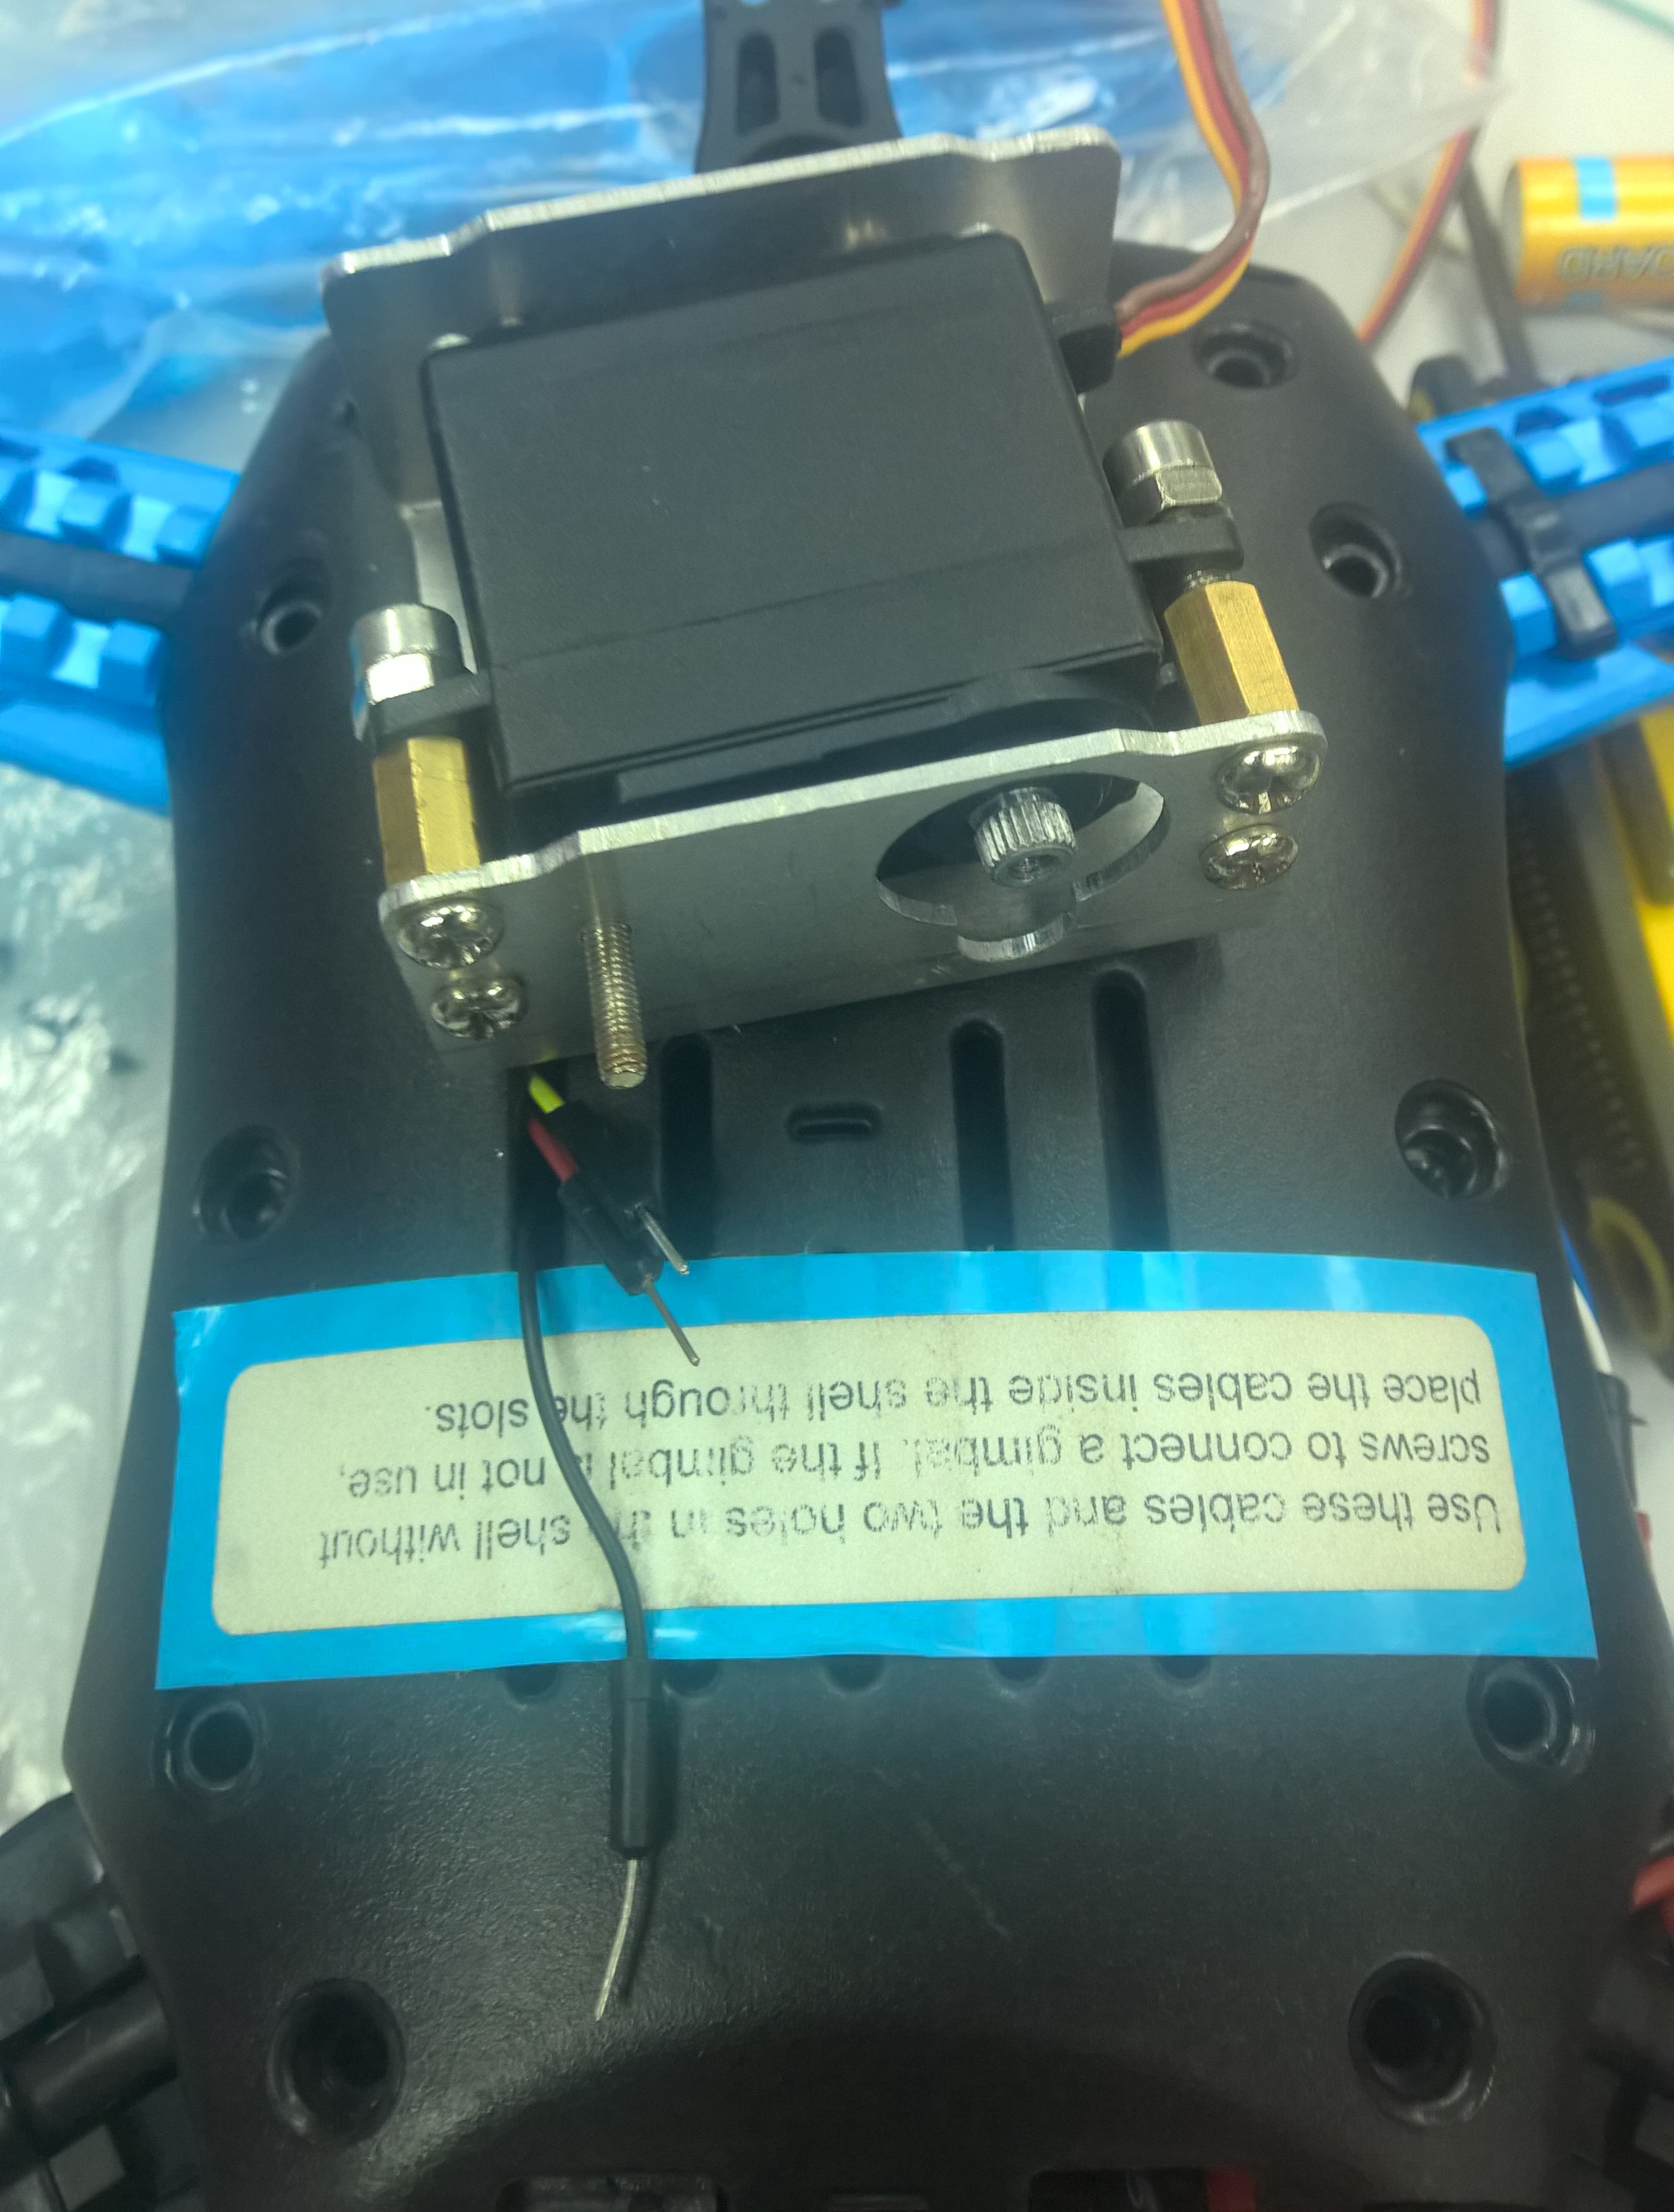 Use these cables and the two holes in the shell without
screws to connect a gimbal. If the gimbal is not in use,
place the cables inside the shell through the slots.